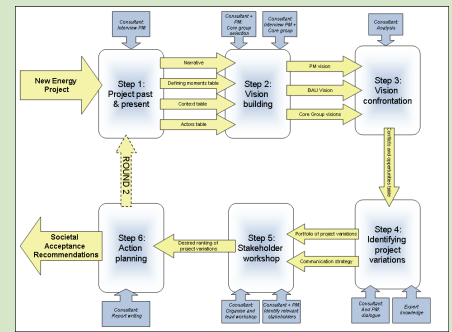 Consultant:
Interview PM
Consultant +
PM:
Core group
selection
Consultant:
Interview PM +
Core group
Consultant:
Analysis
New Energy
Project
Step 1:
Project past
& present
Narrative
Defining moments table
Context table
Actors table
Step 2:
Vision
building
PM vision
BAU Vision
Core Group visions
Step 3:
Vision
confrontation
Conflicts and opportunities table
ROUND 2
Societal
Acceptance
Recommendations
Step 6:
Action
planning
Desired ranking of
project variations
Step 5:
Stakeholder
workshop
Portfolio of project variations
Communication strategy
Step 4:
Identifying
project
variations
Consultant:
Report writing
Consultant:
Organise and
lead workshop
Consultant + PM:
Identify relevant
stakeholders
Consultant:
And PM
dialogue
Expert
knowledge